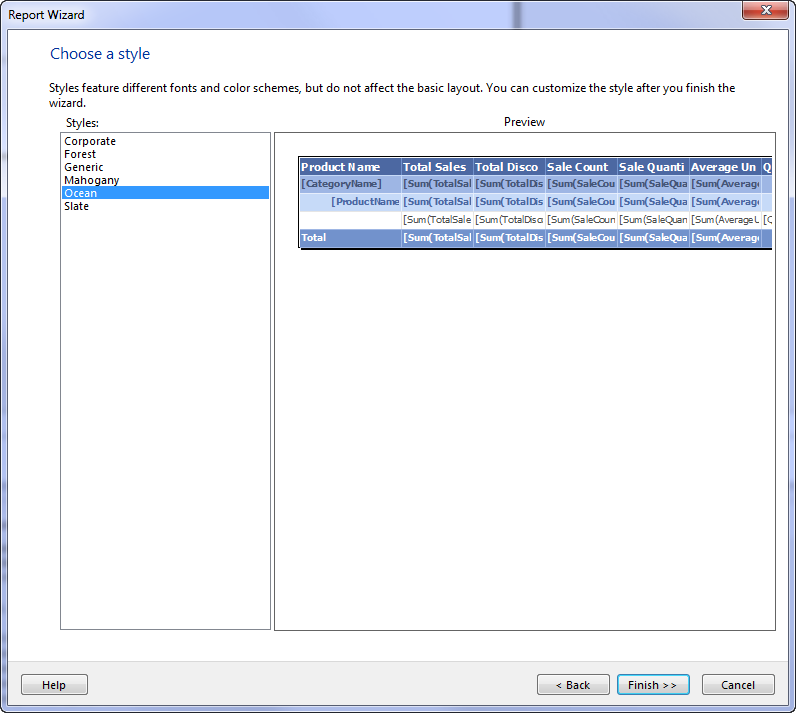 Report Wizard
Choose a style
Styles feature different fonts and color schemes, but do not affect the basic layout. You can customize the style after you finish the
wizard.
Styles:
Preview
Corporate
Forest
Generic
Mahogany
Ocean
Slate
Product Name Total Sales Total Disco Sale Count Sale Quanti Average Un Q
[CategoryName] [Sum(TotalSal [Sum(TotalDis [Sum(SaleCou [Sum(SaleQua [Sum(Average
[ProductName [Sum(TotalSal [Sum(TotalDis [Sum(SaleCou [Sum(SaleQua [Sum(Average
[Sum(TotalSale [Sum(TotalDisco [Sum(SaleCoun [Sum(SaleQuan [Sum(AverageU [Q
Total [Sum(TotalSal [Sum(TotalDis [Sum(SaleCou [Sum(SaleQua [Sum(Average
Help
< Back
Finish >>
Cancel